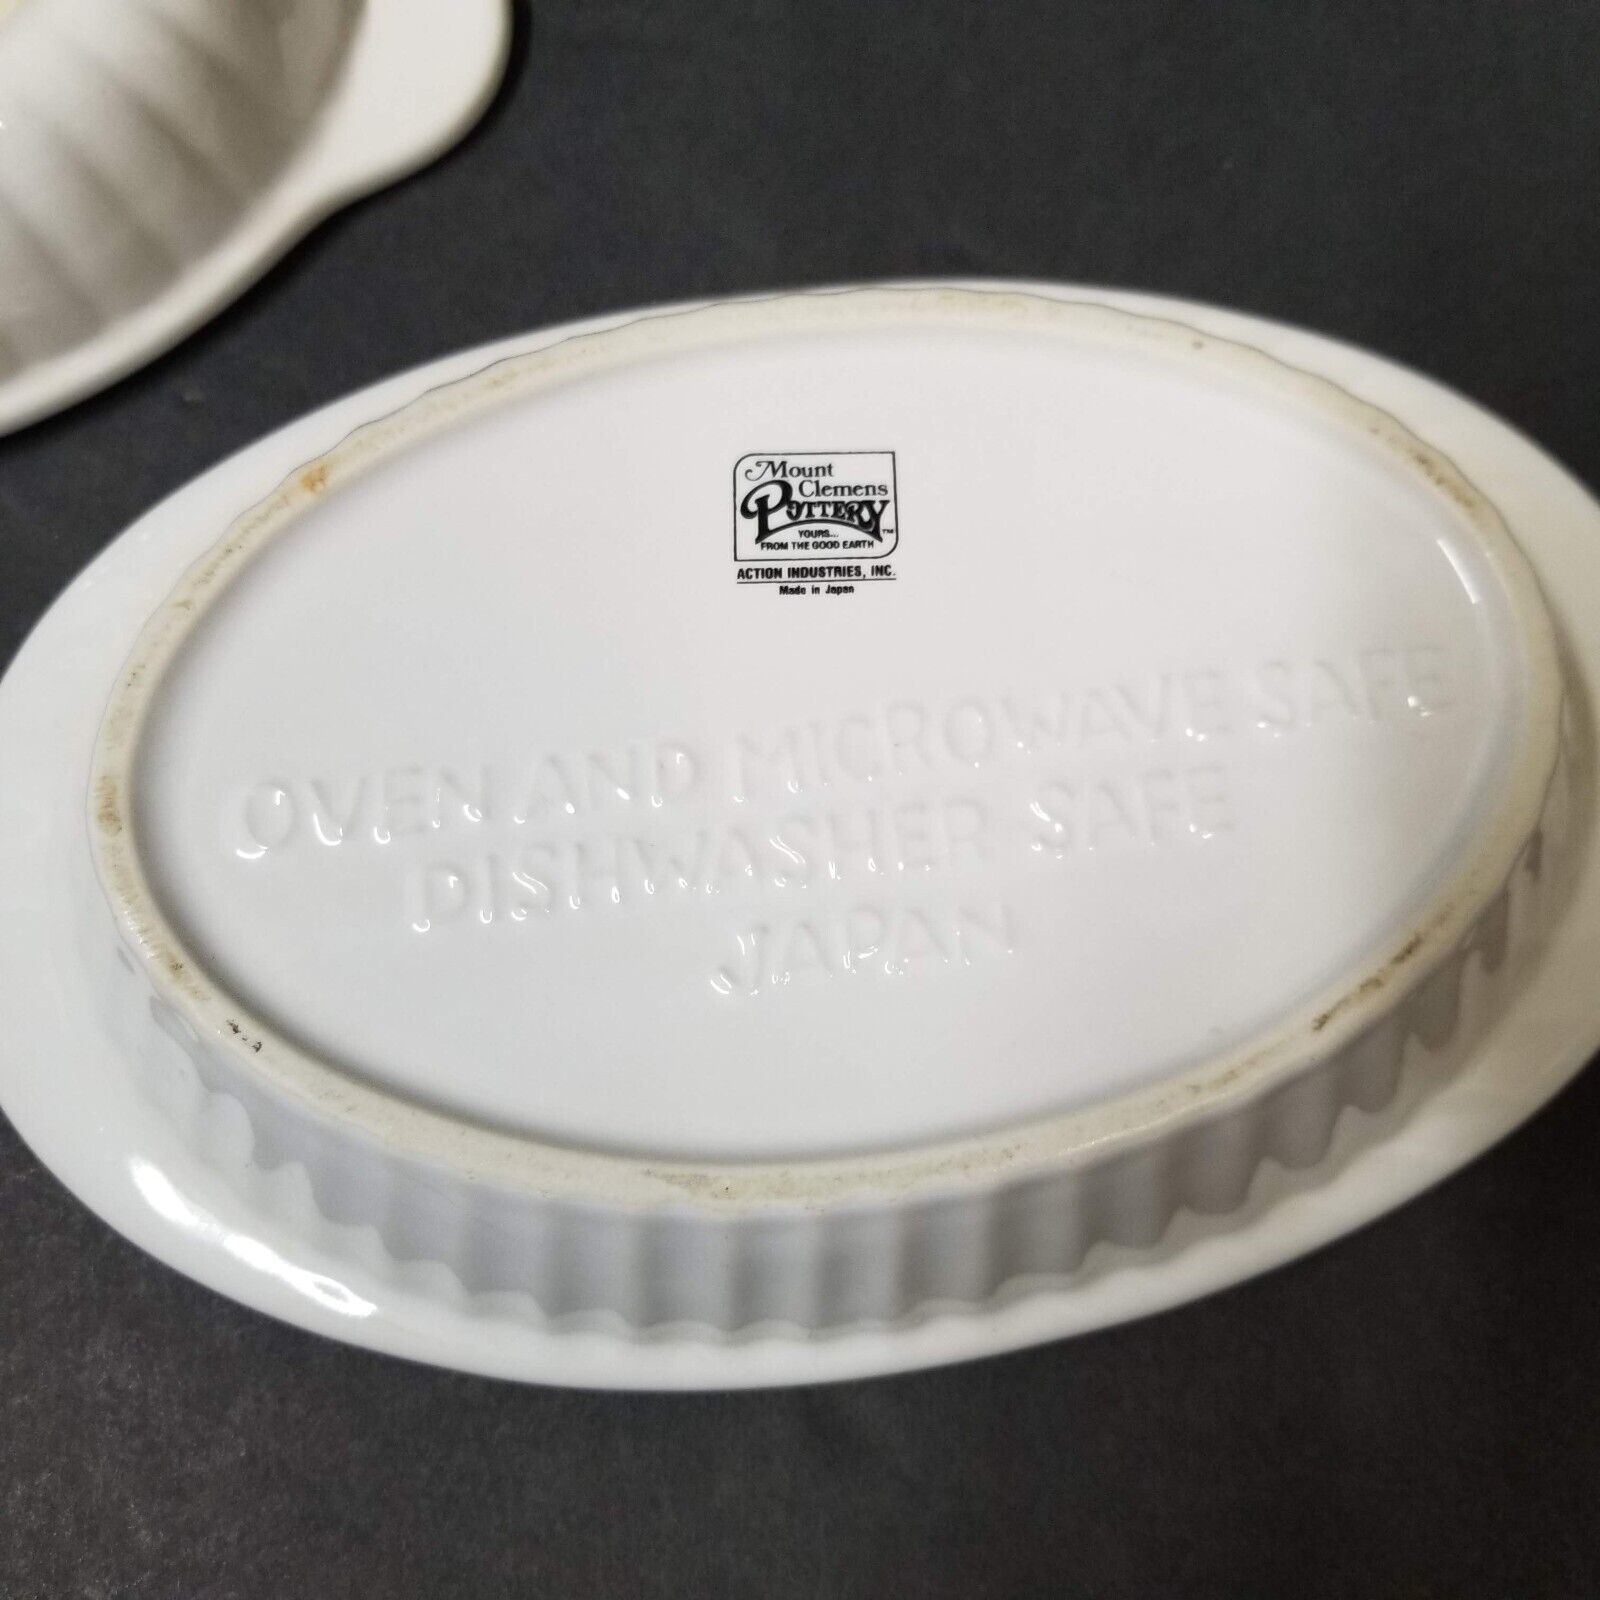 Mount
Clemens
POTTERY™
YOURS...
FROM THE GOOD EARTH
ACTION INDUSTRIES, INC.
Made in Japan
OVEN AND MICROWAVE SAFE
DISHWASHER SAFE
JAPAN